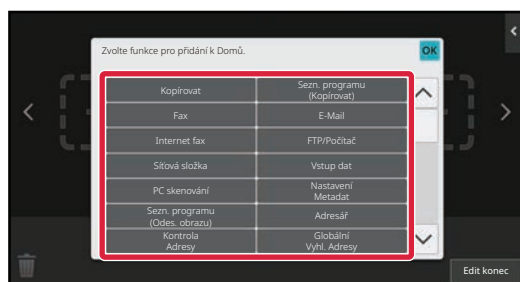 Zvolte funkce pro přidání k Domů.
OK
Kopírovat
Sezn. programu
(Kopírovat)
Fax
E-Mail
Internet fax
FTP/Počítač
Síťová složka
Vstup dat
PC skenování
Nastavení
Metadat
Sezn. programu
(Odes. obrazu)
Adresář
Kontrola
Adresy
Globální
Vyhl. Adresy
Edit konec